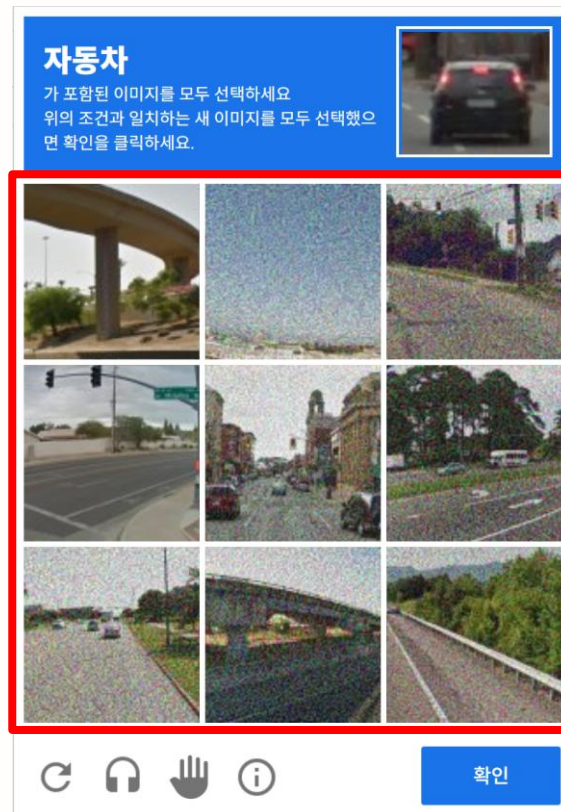 자동차
가 포함된 이미지를 모두 선택하세요
위의 조건과 일치하는 새 이미지를 모두 선택했으
면 확인을 클릭하세요.
확인